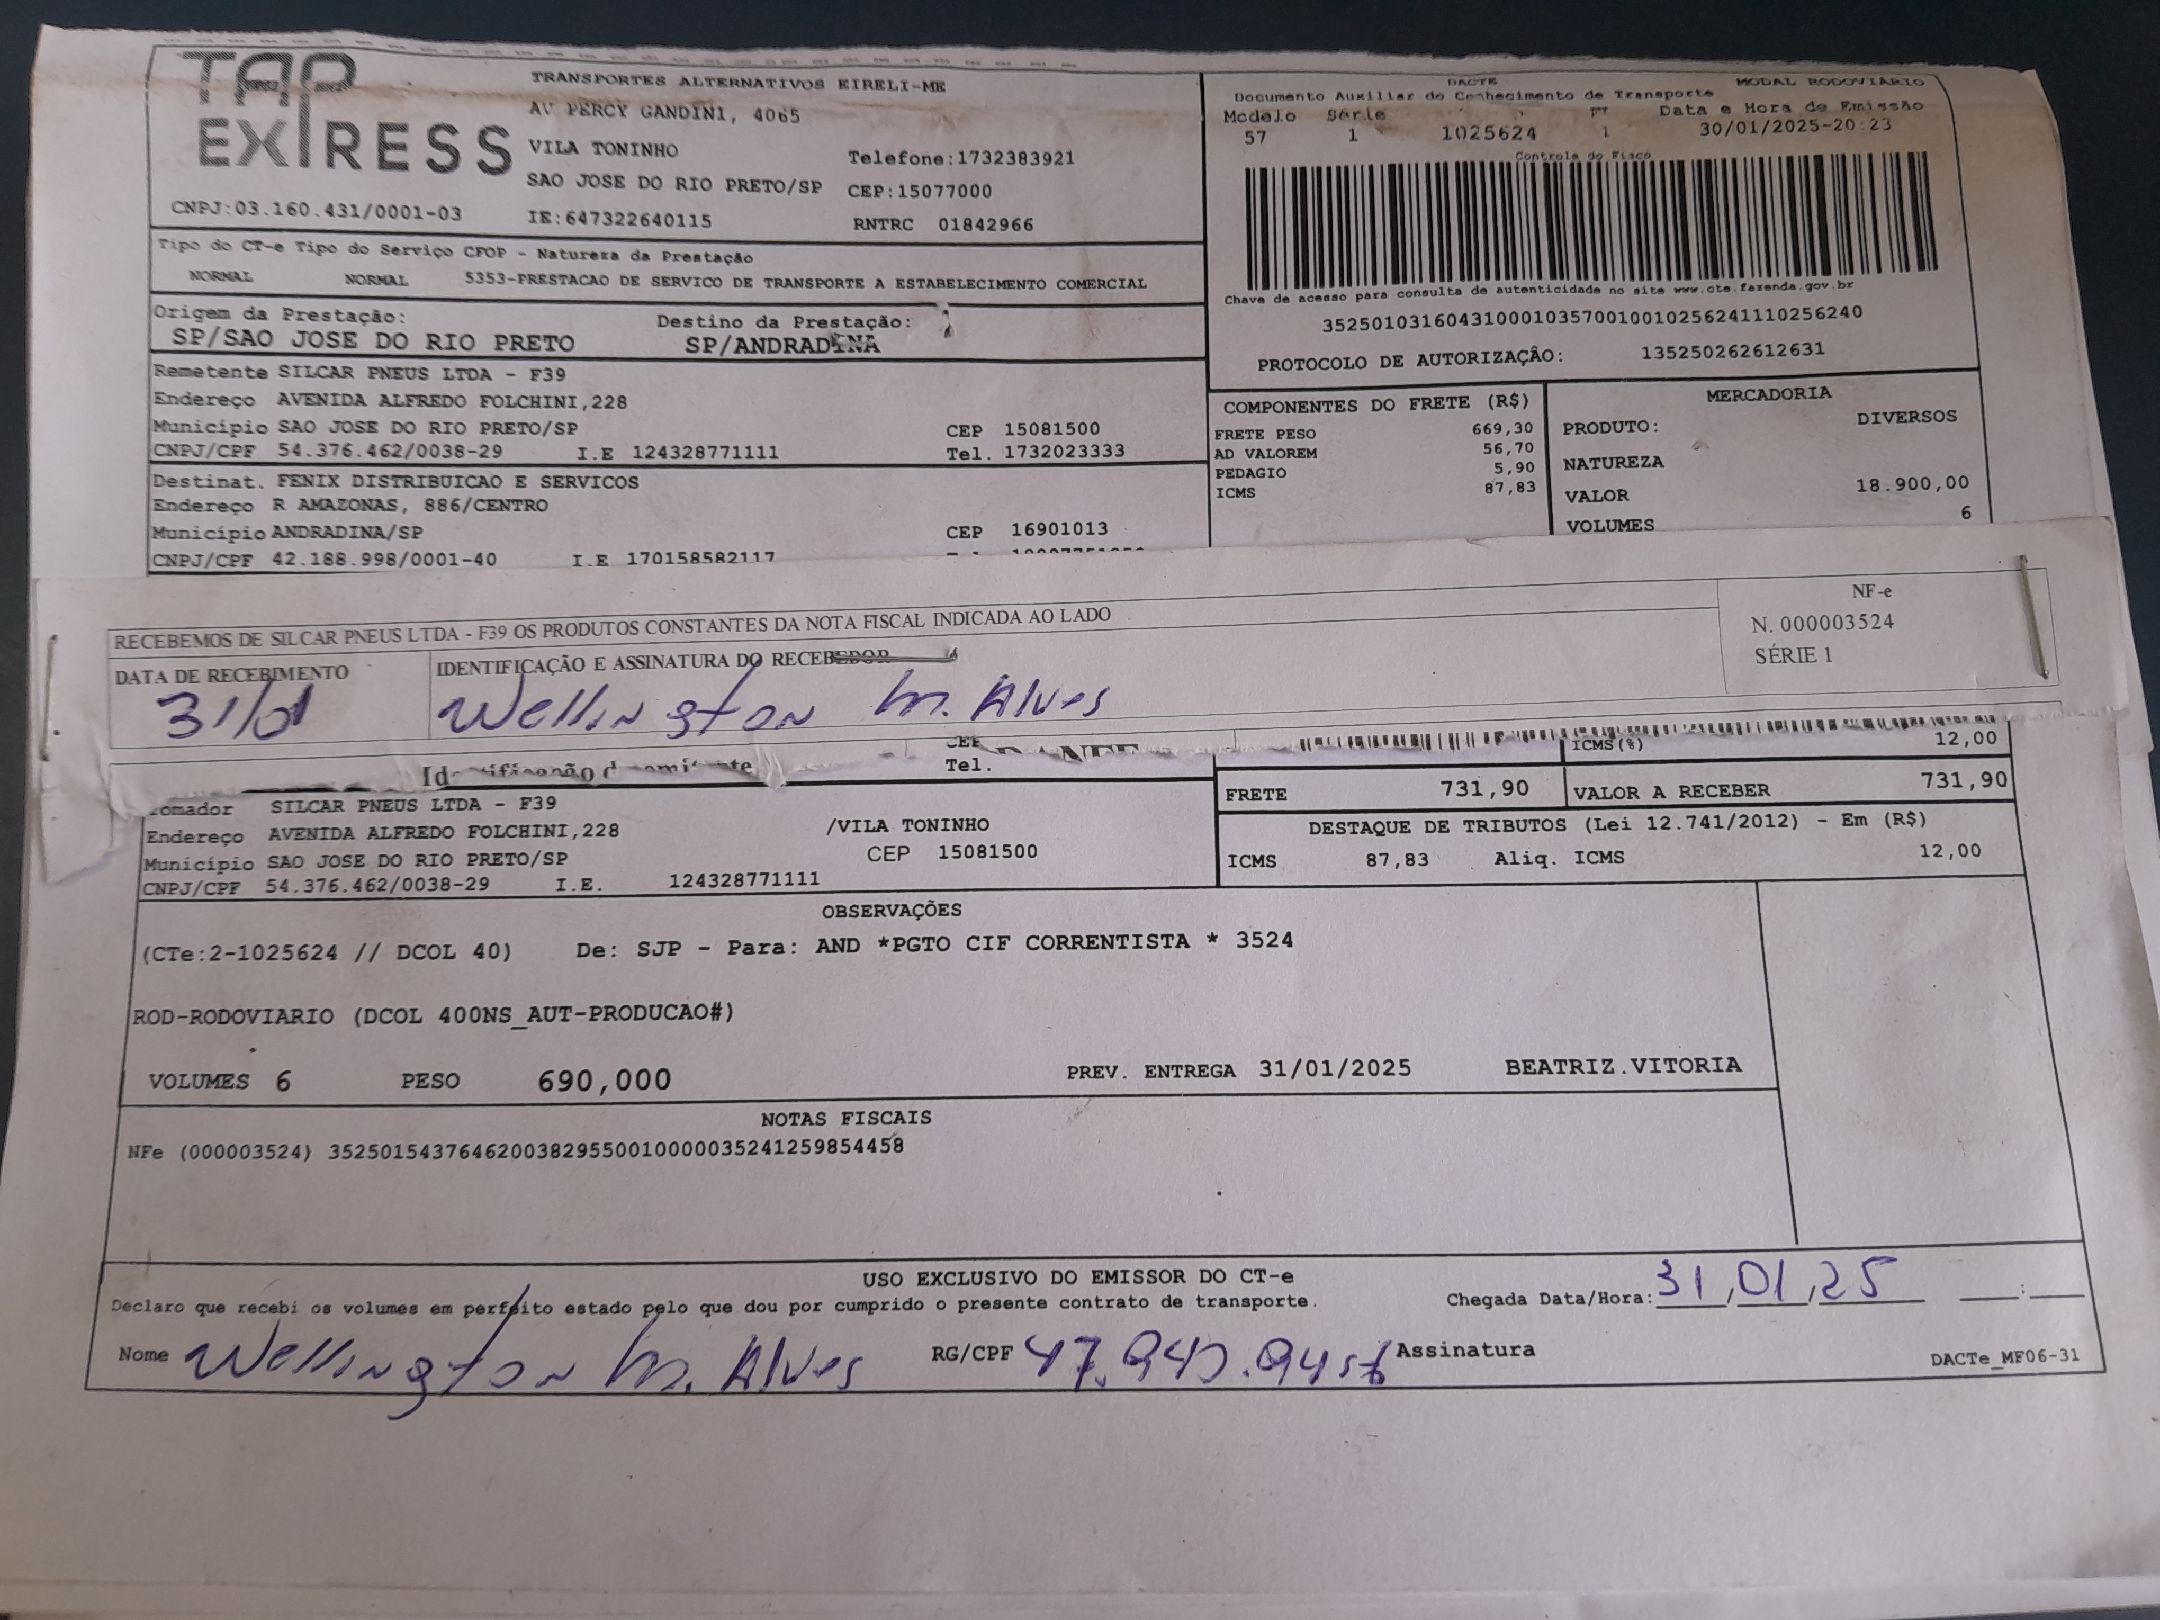 TAP EXPRESS
TRANSPORTES ALTERNATIVOS EIRELI-ME
AV PERCY GANDINI, 4065
VILA TONINHO
Telefone:1732383921
SAO JOSE DO RIO PRETO/SP CEP:15077000
CNPJ:03.160.431/0001-03 IE:647322640115 RNTRC 01842966
DACTE MODAL RODOVIARIO
Documento Auxiliar do Conhecimento de Transporte
Modelo Série Data e Hora de Emissão
57 1 1025624 1 30/01/2025-20:23
Controle do Fisco
Chave de acesso para consulta de autenticidade no site www.cte.fazenda.gov.br
35250103160431000103570010010256241110256240
PROTOCOLO DE AUTORIZAÇÃO: 135250262612631
Tipo do CT-e Tipo do Serviço CFOP - Natureza da Prestação
NORMAL NORMAL 5353-PRESTACAO DE SERVICO DE TRANSPORTE A ESTABELECIMENTO COMERCIAL
Origem da Prestação: Destino da Prestação:
SP/SAO JOSE DO RIO PRETO SP/ANDRADINA
Remetente SILCAR PNEUS LTDA - F39
Endereço AVENIDA ALFREDO FOLCHINI,228
Município SAO JOSE DO RIO PRETO/SP CEP 15081500
CNPJ/CPF 54.376.462/0038-29 I.E 124328771111 Tel. 1732023333
Destinat. FENIX DISTRIBUICAO E SERVICOS
Endereço R AMAZONAS, 886/CENTRO
Município ANDRADINA/SP CEP 16901013
CNPJ/CPF 42.188.998/0001-40 I.E 170158582117
COMPONENTES DO FRETE (R$)
FRETE PESO 669,30
AD VALOREM 56,70
PEDAGIO 5,90
ICMS 87,83
MERCADORIA
PRODUTO: DIVERSOS
NATUREZA
VALOR 18.900,00
VOLUMES 6
RECEBEMOS DE SILCAR PNEUS LTDA - F39 OS PRODUTOS CONSTANTES DA NOTA FISCAL INDICADA AO LADO
NF-e
N. 000003524
SÉRIE 1
DATA DE RECEBIMENTO IDENTIFICAÇÃO E ASSINATURA DO RECEBEDOR
31/01 Wellington M. Alves
Tel.
ICMS(%) 12,00
FRETE 731,90 VALOR A RECEBER 731,90
Tomador SILCAR PNEUS LTDA - F39
Endereço AVENIDA ALFREDO FOLCHINI,228 /VILA TONINHO
Município SAO JOSE DO RIO PRETO/SP CEP 15081500
CNPJ/CPF 54.376.462/0038-29 I.E. 124328771111
DESTAQUE DE TRIBUTOS (Lei 12.741/2012) - Em (R$)
ICMS 87,83 Aliq. ICMS 12,00
OBSERVAÇÕES
(CTe:2-1025624 // DCOL 40) De: SJP - Para: AND *PGTO CIF CORRENTISTA * 3524
ROD-RODOVIARIO (DCOL 400NS_AUT-PRODUCAO#)
VOLUMES 6 PESO 690,000 PREV. ENTREGA 31/01/2025 BEATRIZ.VITORIA
NOTAS FISCAIS
NFe (000003524) 35250154376462003829550010000035241259854458
USO EXCLUSIVO DO EMISSOR DO CT-e
Declaro que recebi os volumes em perfeito estado pelo que dou por cumprido o presente contrato de transporte.
Chegada Data/Hora: 31/01/25 :
Nome Wellington M. Alves RG/CPF Assinatura
DACTe_MF06-31